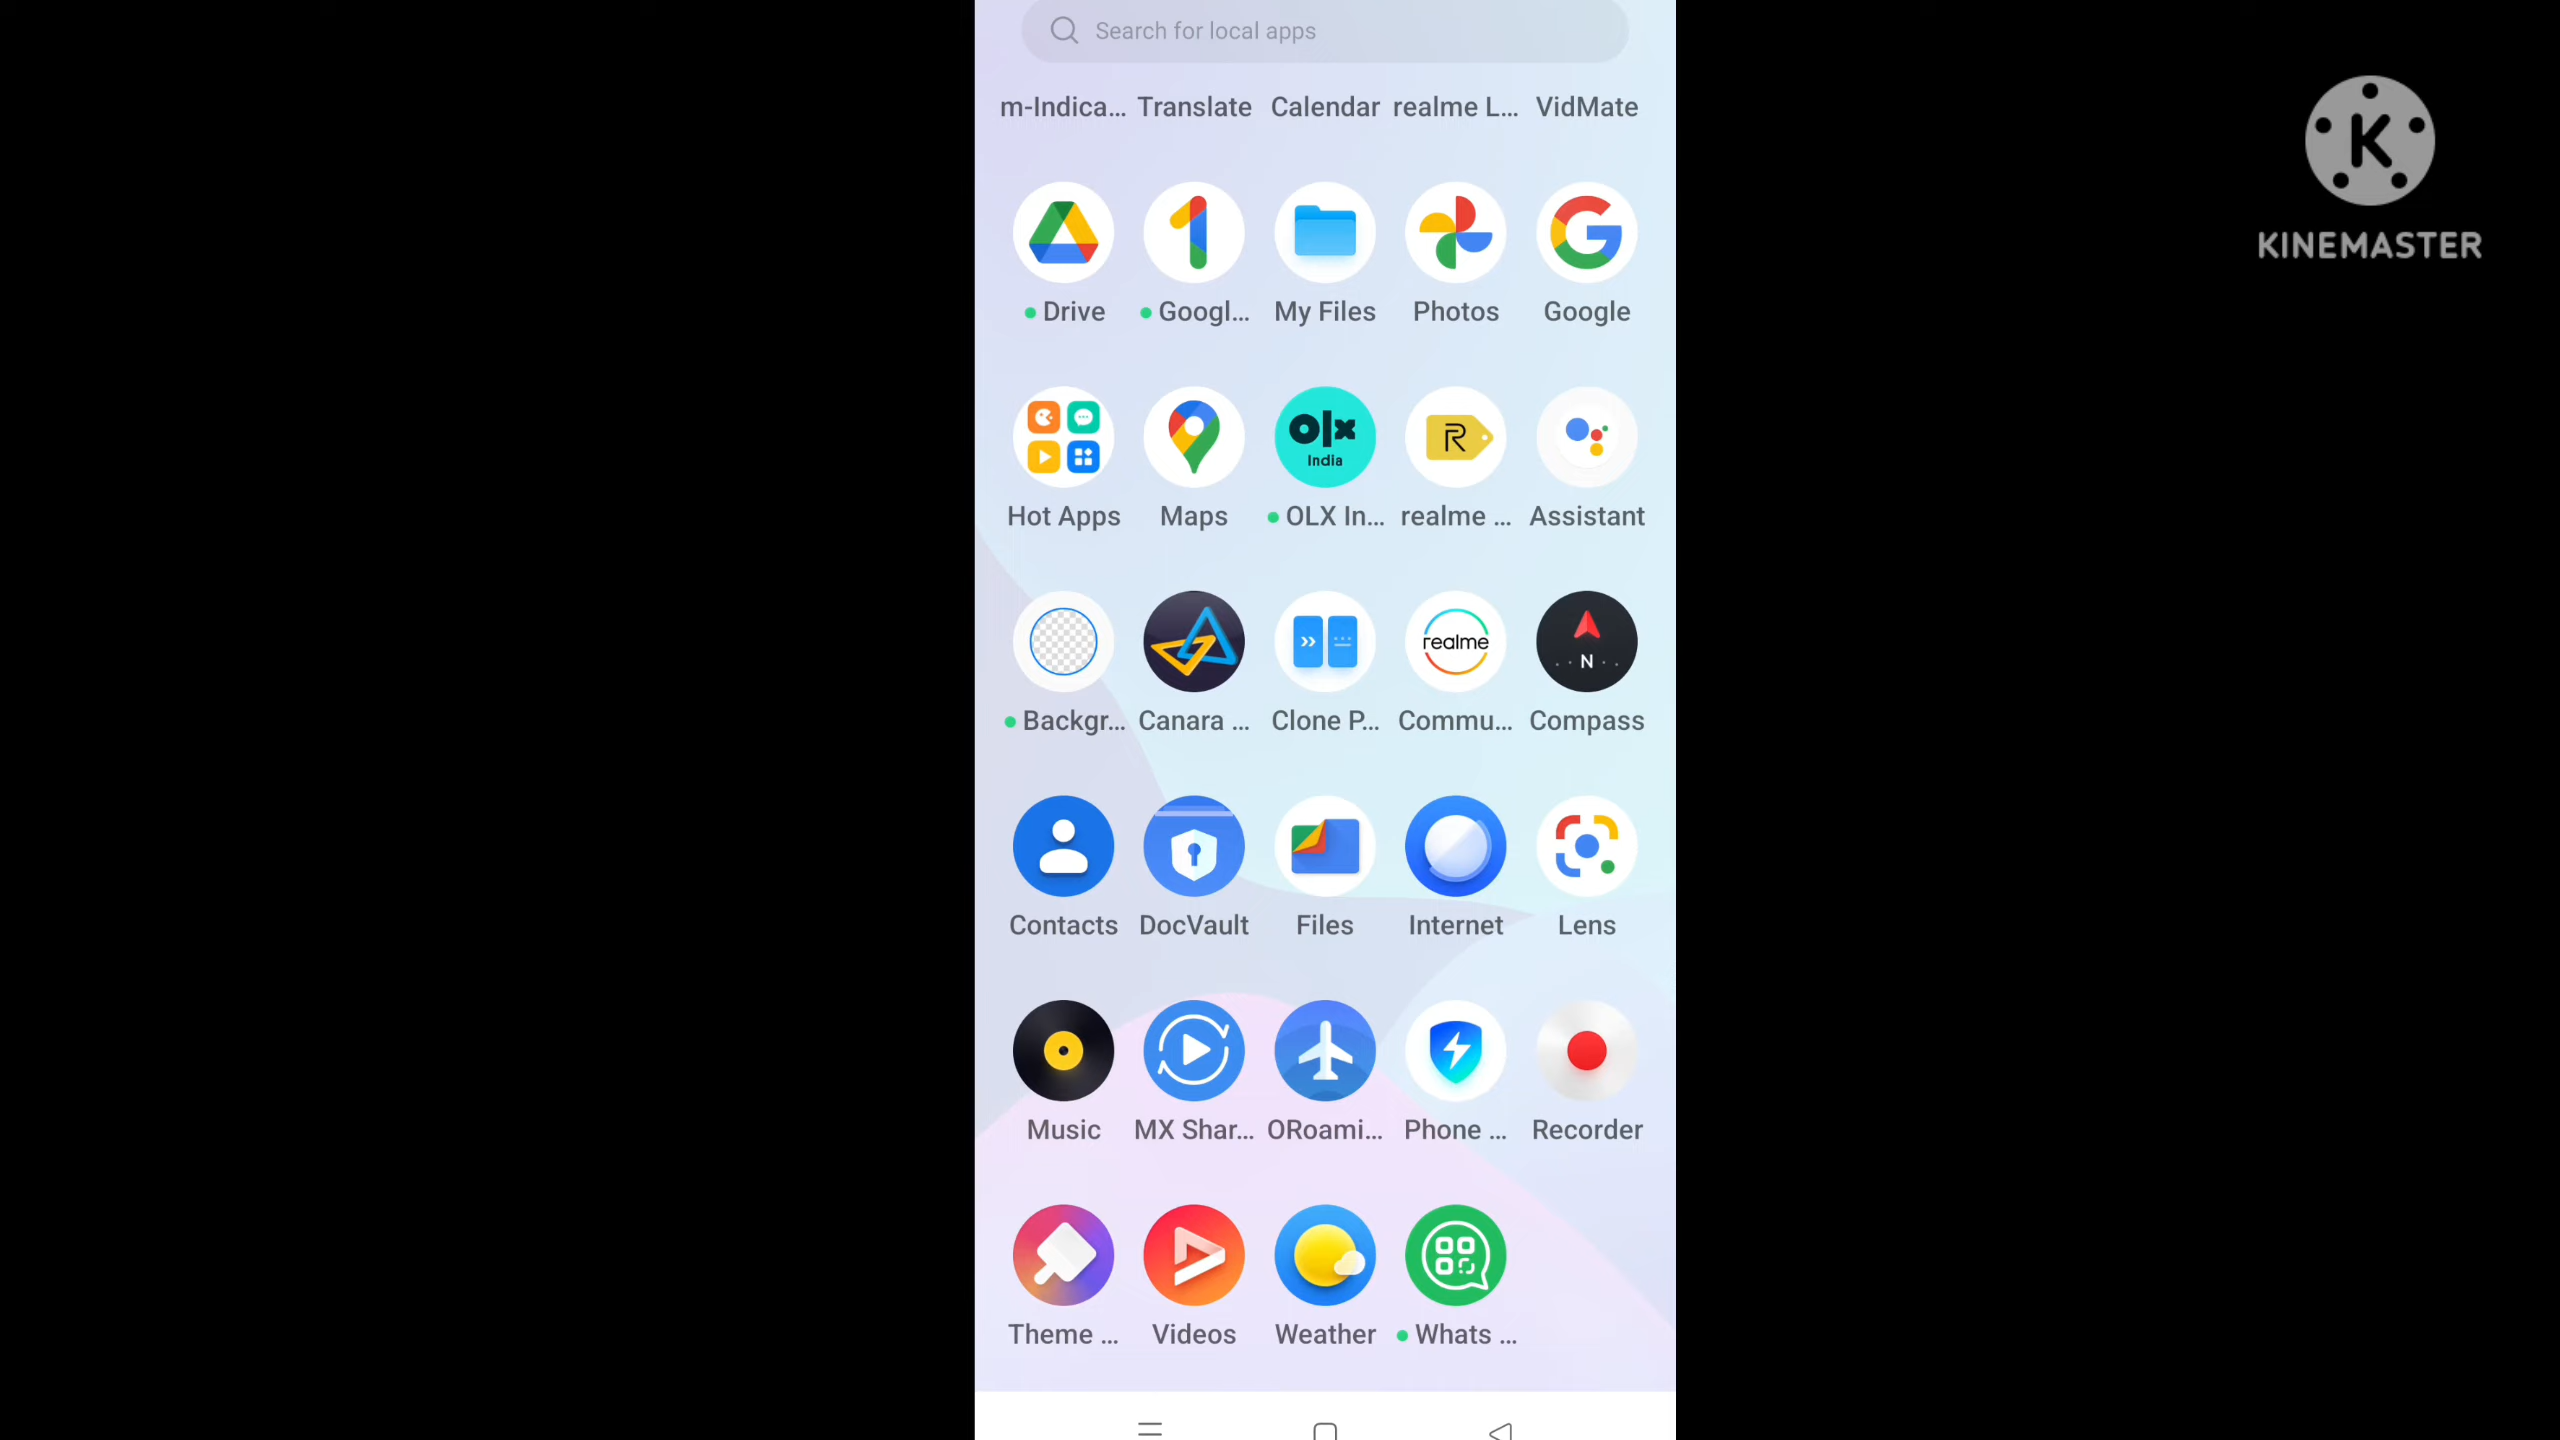 Search for local apps
m-Indica... Translate Calendar realme L... VidMate
KINEMASTER
Drive Googl... My Files Photos Google
olx
India
Hot Apps Maps OLX In... realme ... Assistant
realme
N
Backgr... Canara ... Clone P... Commu... Compass
Contacts DocVault Files Internet Lens
Music MX Shar... ORoami... Phone ... Recorder
Theme ... Videos Weather Whats ...